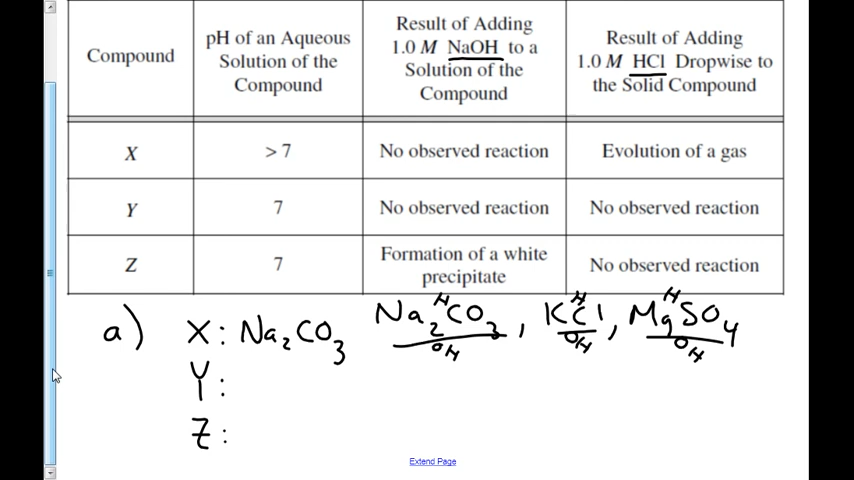 Compound
pH of an Aqueous
Solution of the
Compound
Result of Adding
1.0 M NaOH to a
Solution of the
Compound
Result of Adding
1.0 M HCl Dropwise to
the Solid Compound
X
> 7
No observed reaction
Evolution of a gas
Y
7
No observed reaction
No observed reaction
Z
7
Formation of a white
precipitate
No observed reaction
a) X: Na₂CO₃ Na₂CO₃, KCl, MgSO₄
H H H
OH OH OH
Y:
Z:
Extend Page